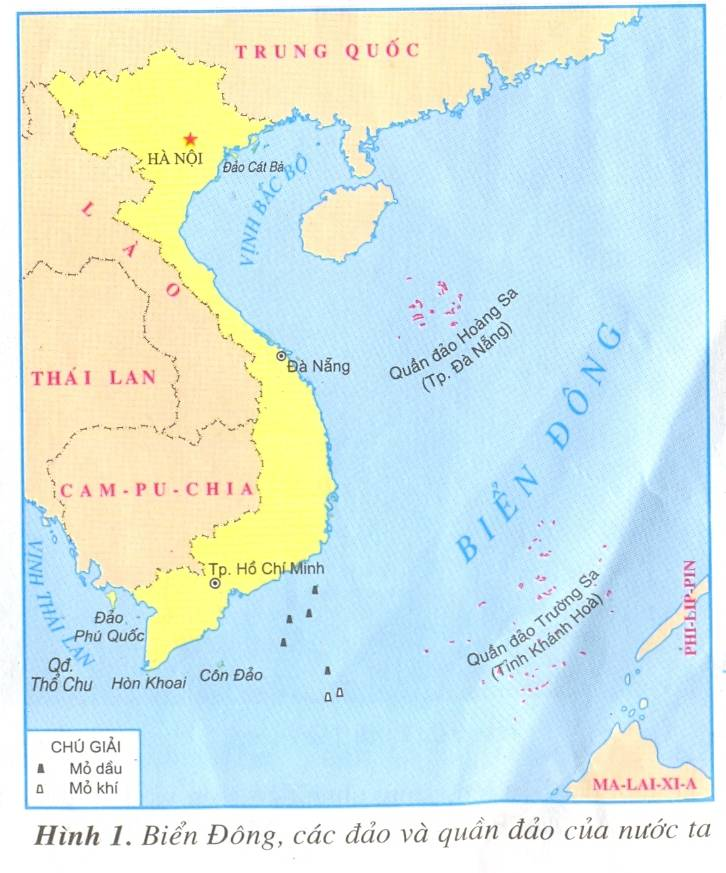 TRUNG QUỐC
HÀ NỘI
Đảo Cát Bà
VỊNH BẮC BỘ
LÀO
Quần đảo Hoàng Sa
(Tp. Đà Nẵng)
Đà Nẵng
THÁI LAN
BIỂN ĐÔNG
CAM-PU-CHIA
Tp. Hồ Chí Minh
VỊNH THÁI LAN
Đảo
Phú Quốc
Quần đảo Trường Sa
(Tỉnh Khánh Hoà)
PHI-LIP-PIN
Qđ.
Thổ Chu
Hòn Khoai
Côn Đảo
CHÚ GIẢI
Mỏ dầu
Mỏ khí
MA-LAI-XI-A
Hình 1. Biển Đông, các đảo và quần đảo của nước ta